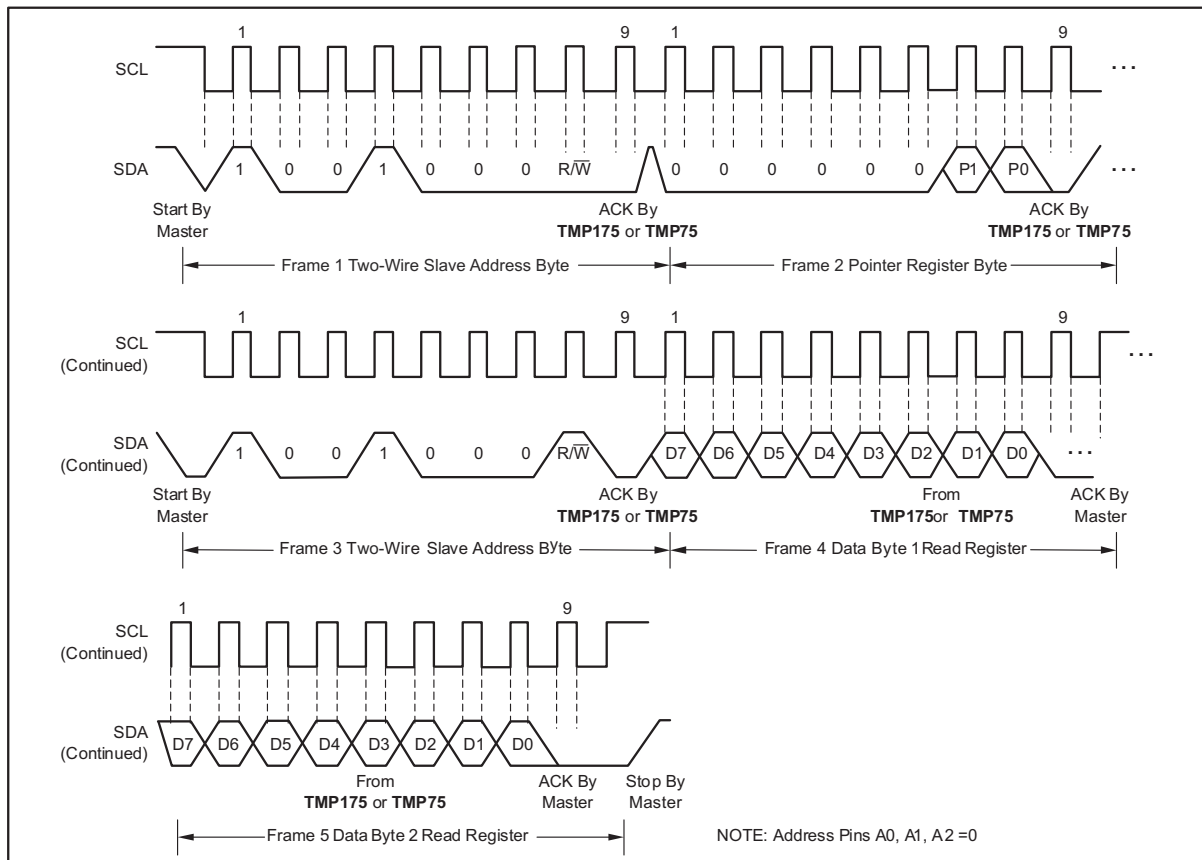 1 9 1 9
SCL ...
SDA 1 0 0 1 0 0 0 R/W̅ 0 0 0 0 0 0 P1 P0 ...
Start By Master
ACK By TMP175 or TMP75
ACK By TMP175 or TMP75
Frame 1 Two-Wire Slave Address Byte
Frame 2 Pointer Register Byte
1 9 1 9
SCL (Continued) ...
SDA (Continued) 1 0 0 1 0 0 0 R/W̅ D7 D6 D5 D4 D3 D2 D1 D0 ...
Start By Master
ACK By TMP175 or TMP75
From TMP175or TMP75
ACK By Master
Frame 3 Two-Wire Slave Address Byte
Frame 4 Data Byte 1 Read Register
1 9
SCL (Continued)
SDA (Continued) D7 D6 D5 D4 D3 D2 D1 D0
From TMP175 or TMP75
ACK By Master
Stop By Master
Frame 5 Data Byte 2 Read Register
NOTE: Address Pins A0, A1, A2 =0